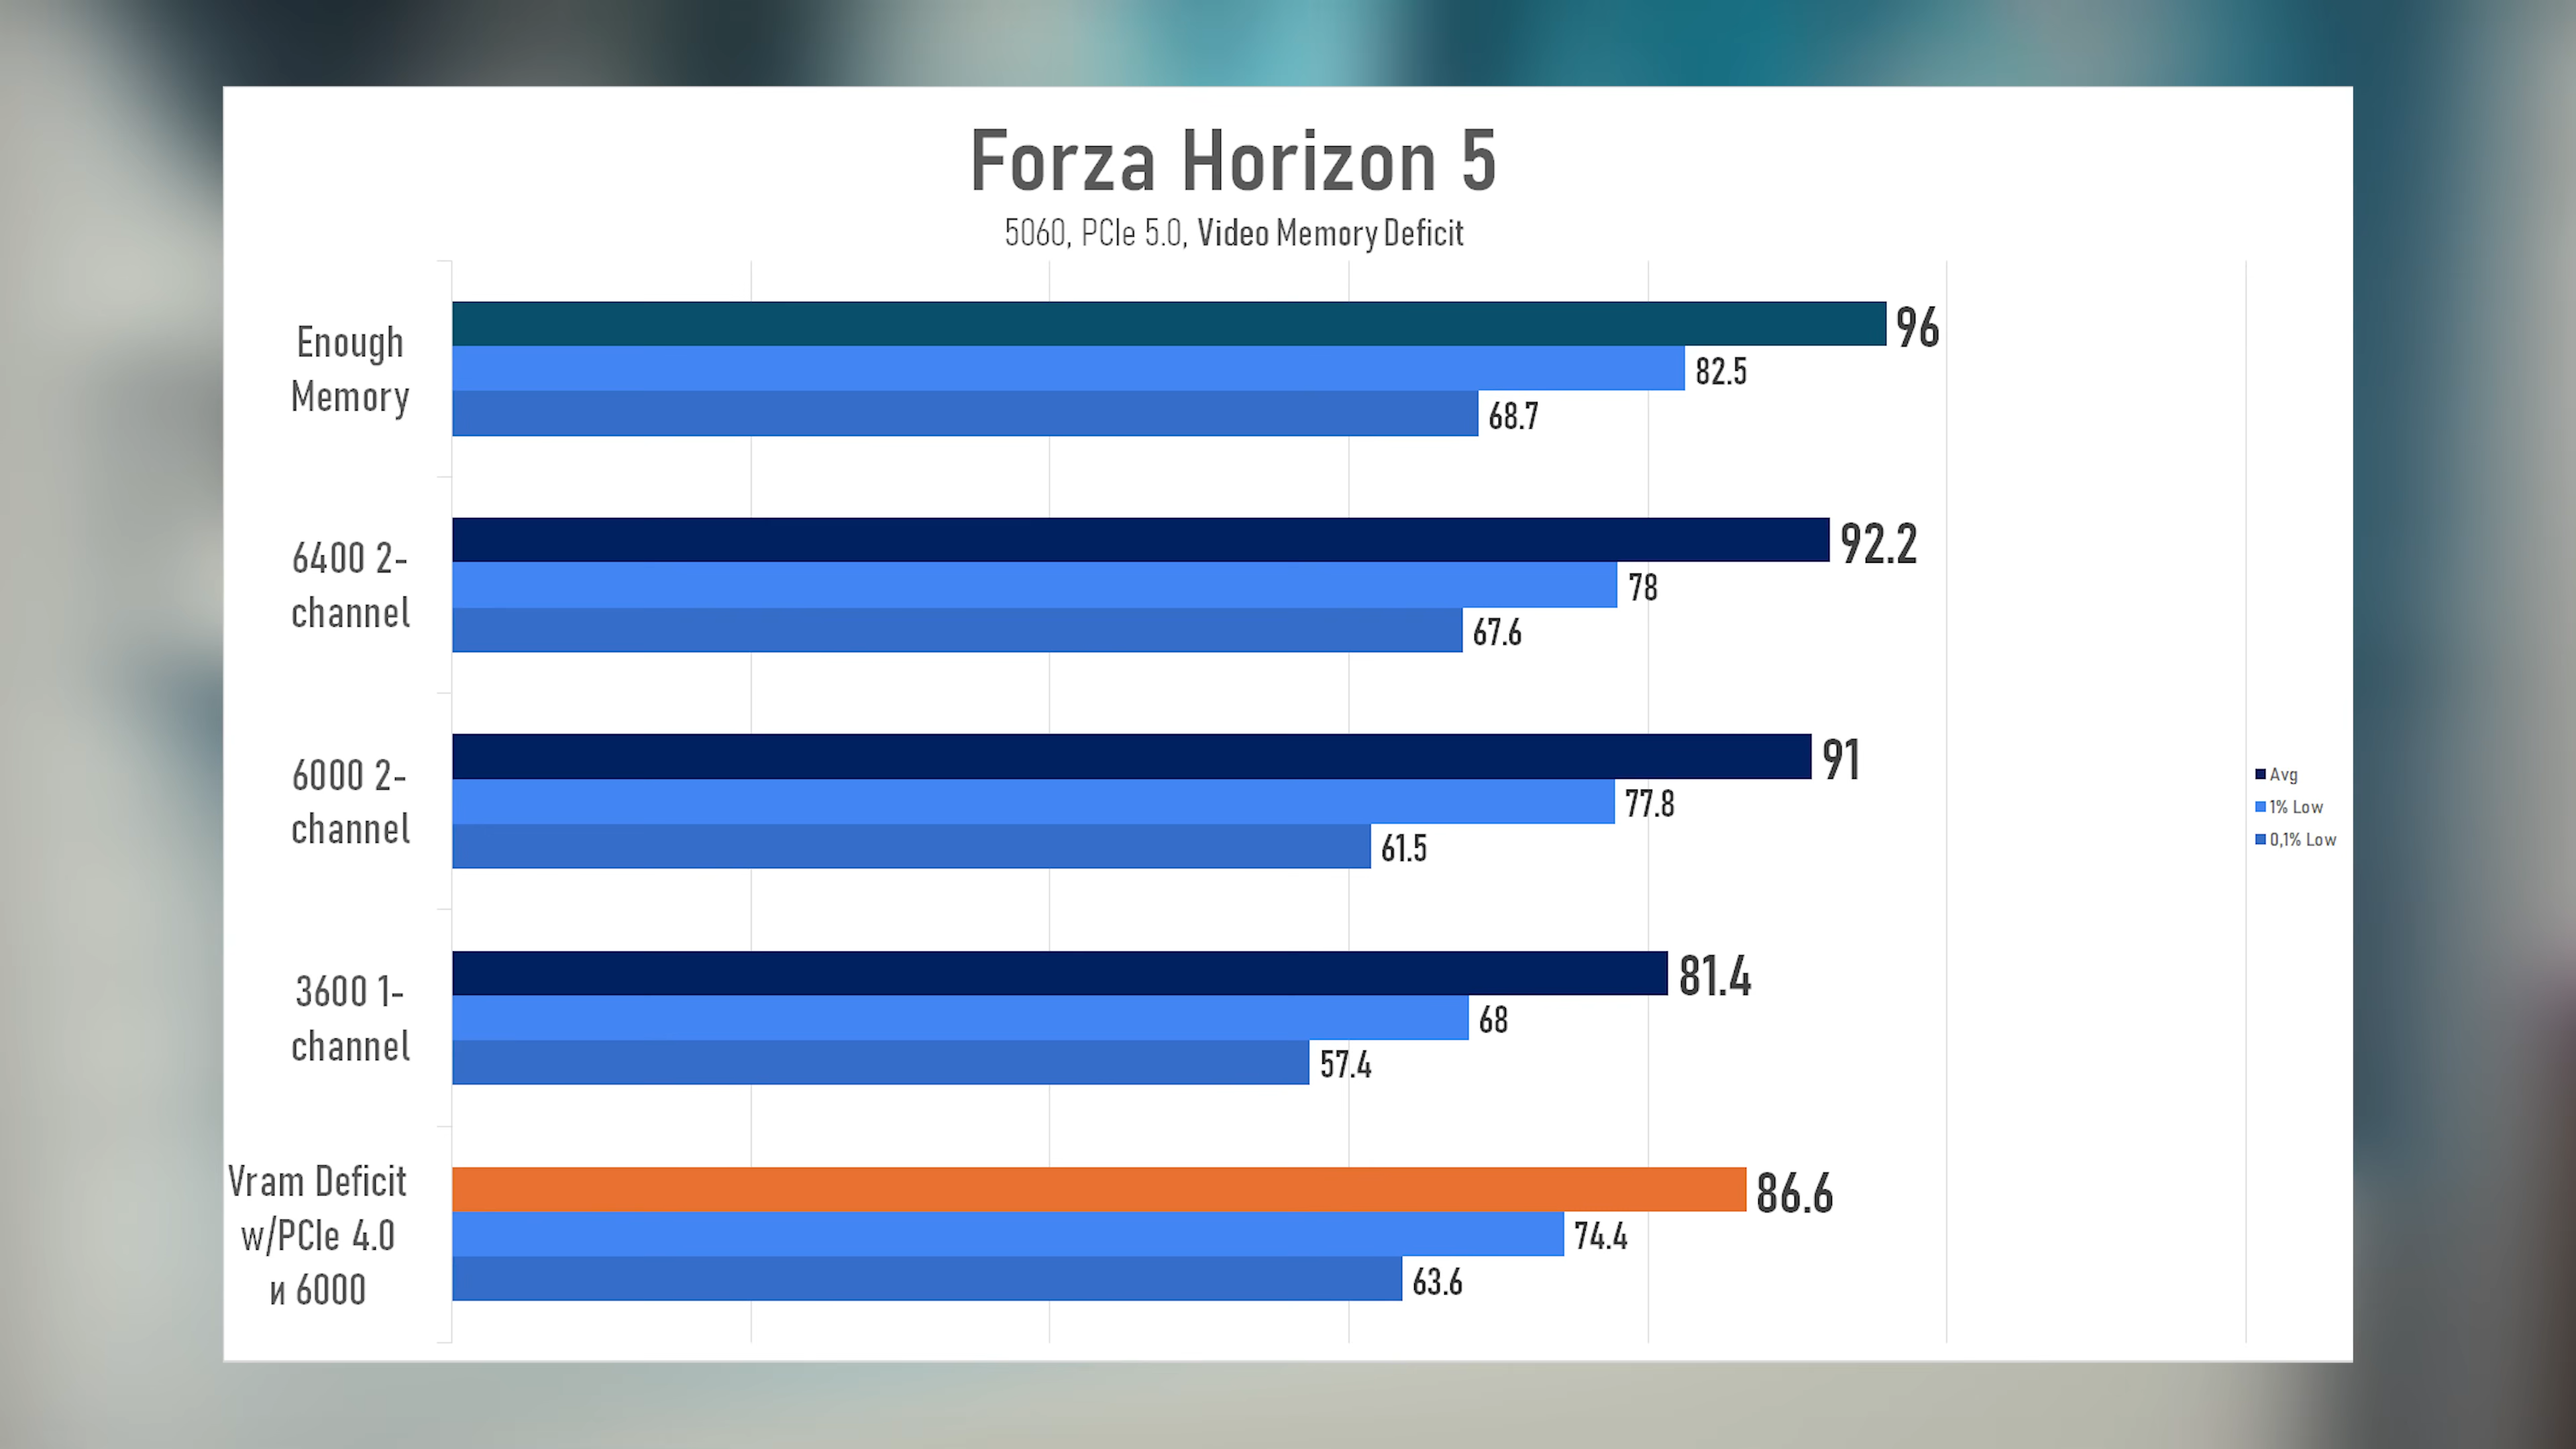 Forza Horizon 5
5060, PCIe 5.0, Video Memory Deficit
Enough
Memory
96
82.5
68.7
6400 2-
channel
92.2
78
67.6
6000 2-
channel
91
77.8
61.5
3600 1-
channel
81.4
68
57.4
Vram Deficit
w/PCIe 4.0
и 6000
86.6
74.4
63.6
Avg
1% Low
0,1% Low